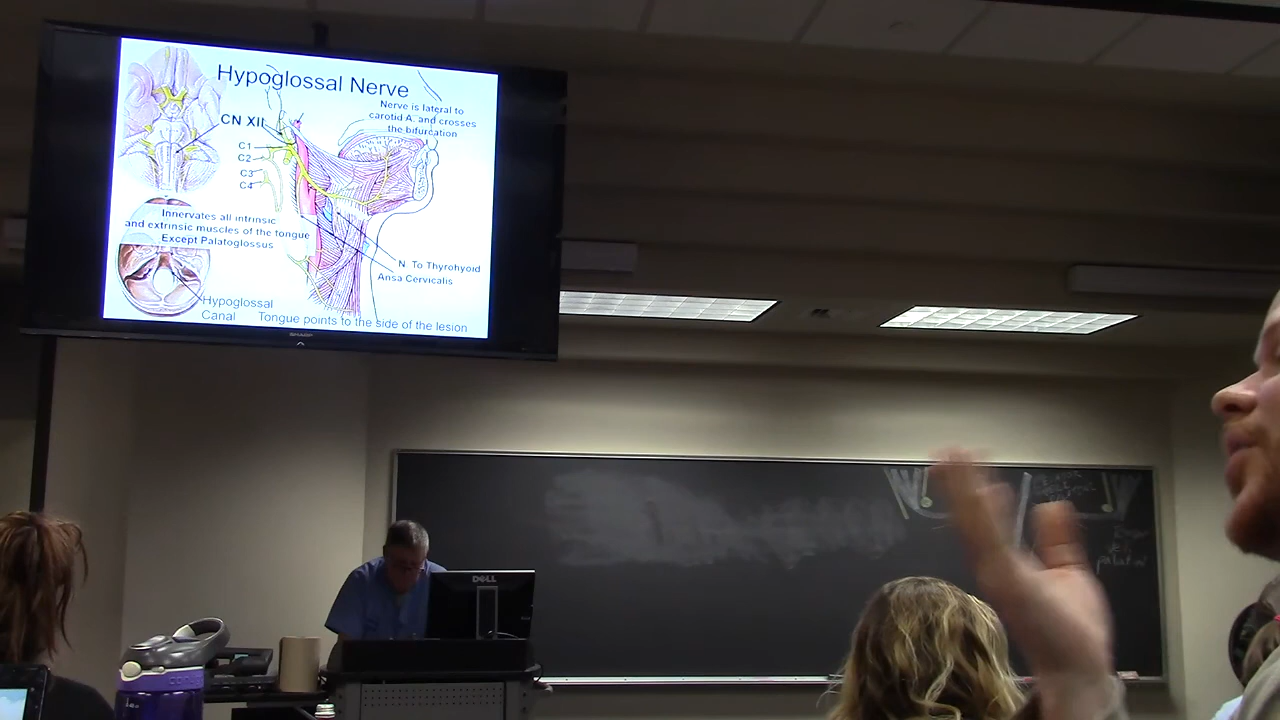 Hypoglossal Nerve
Nerve is lateral to
carotid A. and crosses
the bifurcation
CN XII
C1
C2
C3
C4
Innervates all intrinsic
and extrinsic muscles of the tongue
Except Palatoglossus
N. To Thyrohyoid
Ansa Cervicalis
Hypoglossal
Canal
Tongue points to the side of the lesion
SHARP
DELL